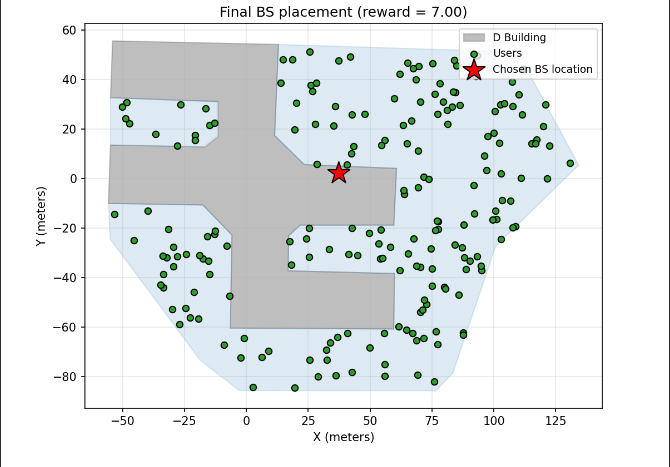 Final BS placement (reward = 7.00)
D Building
Users
Chosen BS location
60
40
20
0
−20
−40
−60
−80
Y (meters)
−50
−25
0
25
50
75
100
125
X (meters)